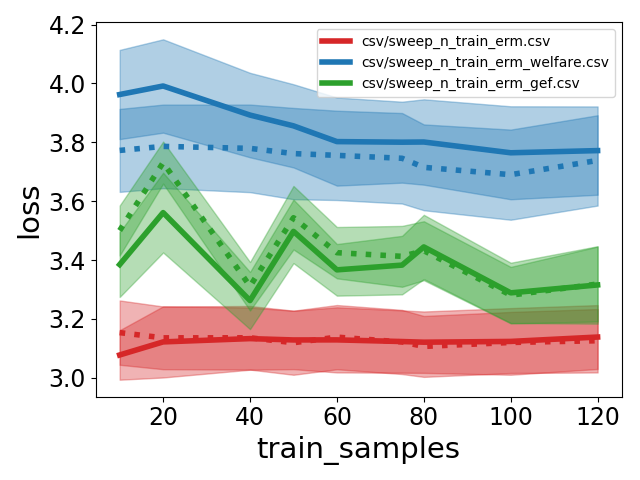 4.2
4.0
3.8
3.6
3.4
3.2
3.0
loss
csv/sweep_n_train_erm.csv
csv/sweep_n_train_erm_welfare.csv
csv/sweep_n_train_erm_gef.csv
20 40 60 80 100 120
train_samples